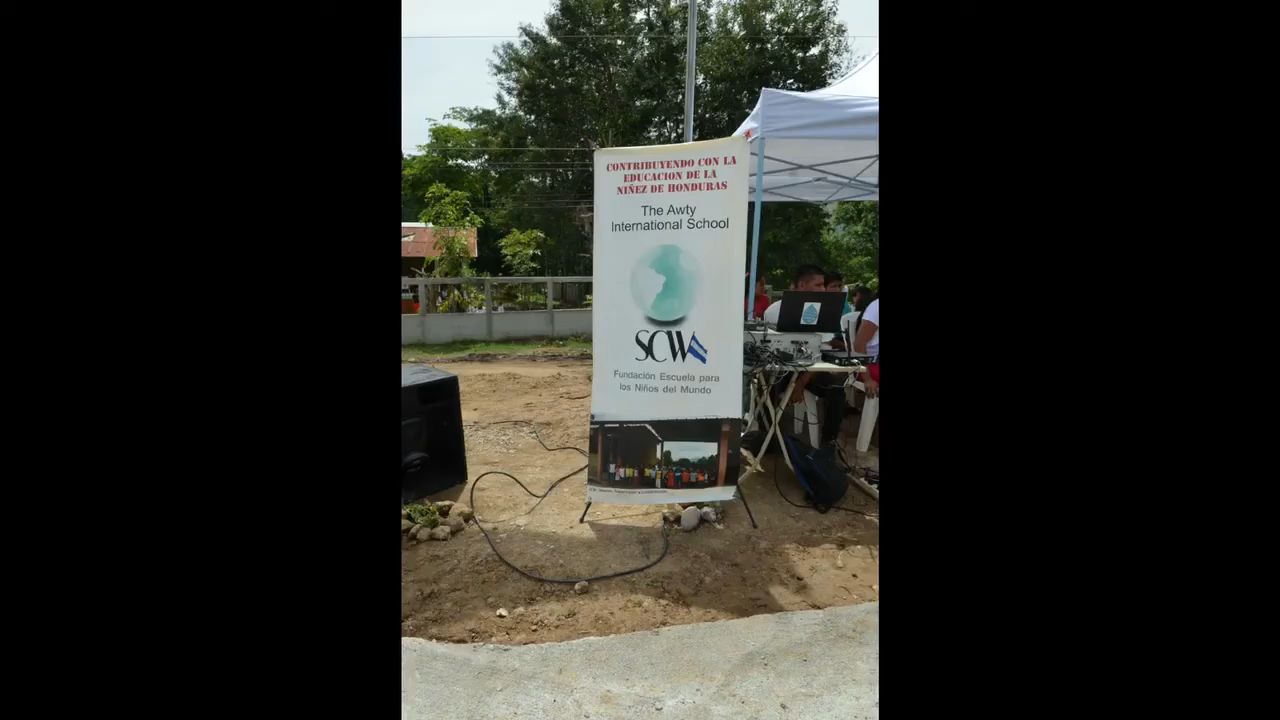 CONTRIBUYENDO CON LA
EDUCACION DE LA
NIÑEZ DE HONDURAS
The Awty
International School
SCW
Fundación Escuela para
los Niños del Mundo